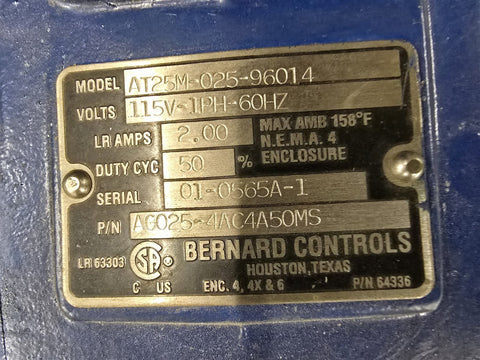 MODEL AT25M-025-96014
VOLTS 115V-1PH-60HZ
LR AMPS 2.00 MAX AMB 158°F
DUTY CYC 50 % N.E.M.A. 4 ENCLOSURE
SERIAL 01-0565A-1
P/N AC025-4AC4A50MS
LR 63303 SA BERNARD CONTROLS
HOUSTON, TEXAS
C US ENC. 4, 4X & 6 P/N 64336